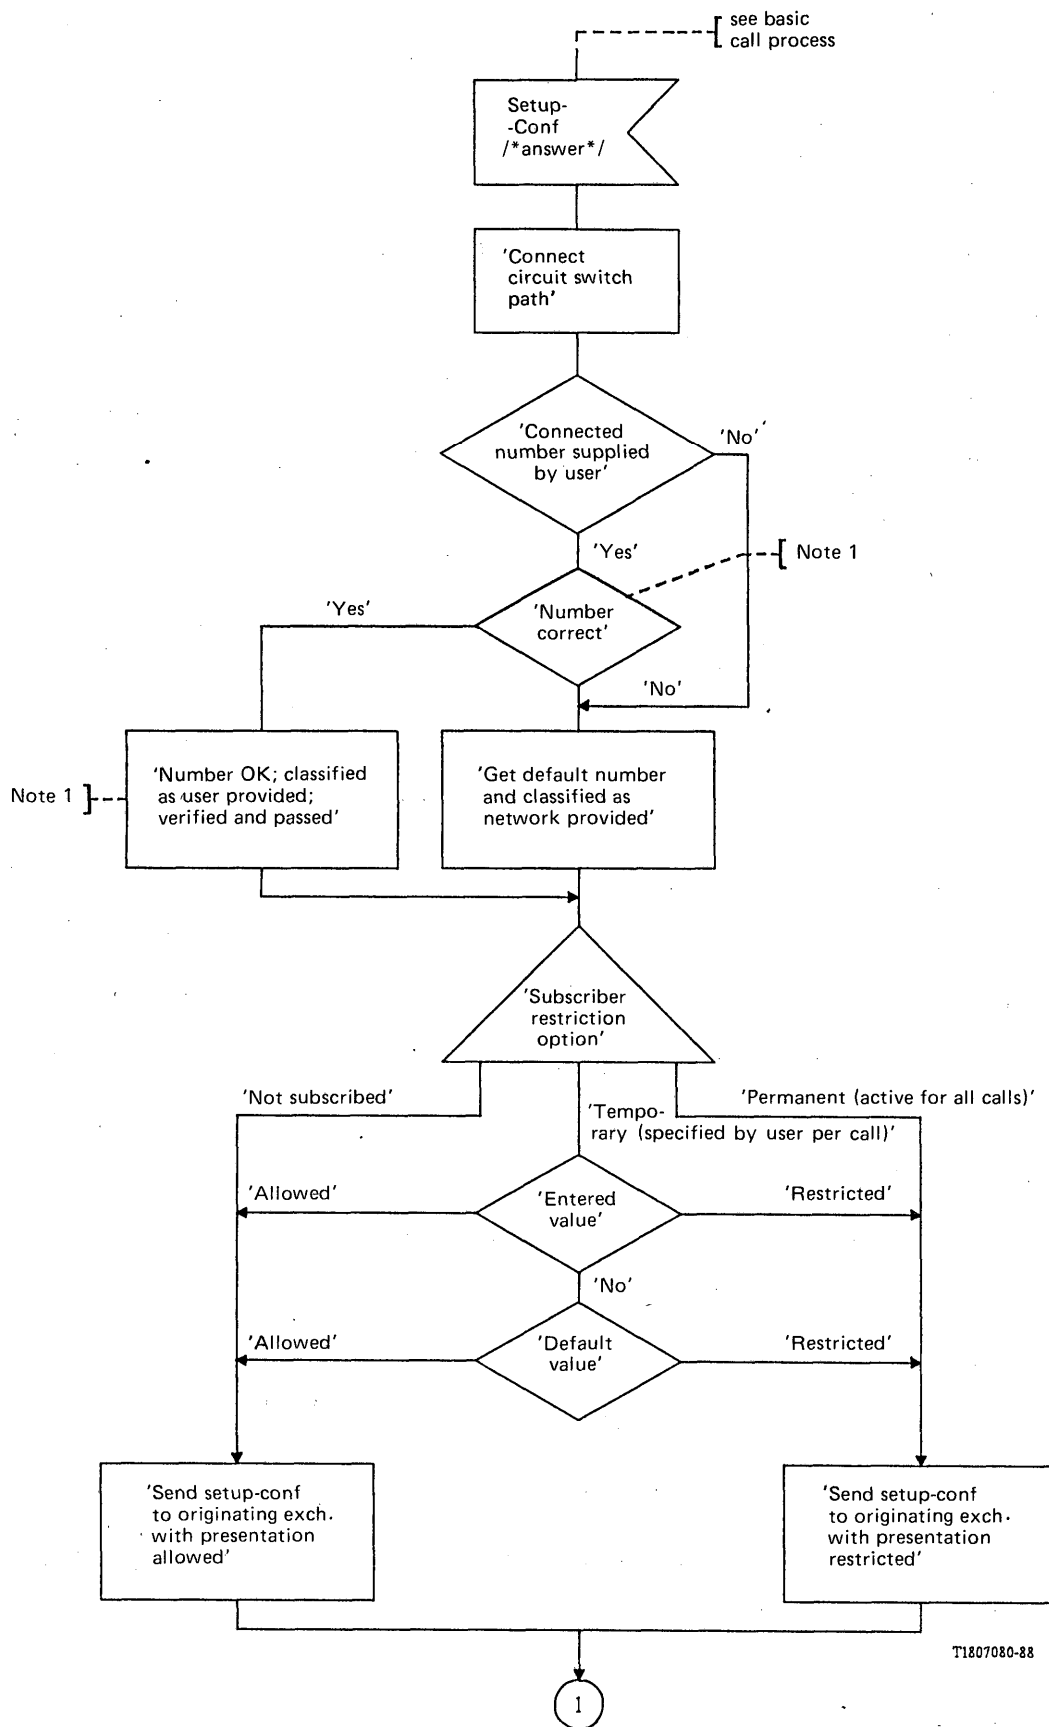 see basic
call process
Setup-
-Conf
/*answer*/
'Connect
circuit switch
path'
'Connected
number supplied
by user'
'No'
'Yes'
Note 1
'Number
correct'
'Yes'
'No'
Note 1
'Number OK; classified
as user provided;
verified and passed'
'Get default number
and classified as
network provided'
'Subscriber
restriction
option'
'Not subscribed'
'Tempo-
rary (specified by user per call)'
'Permanent (active for all calls)'
'Allowed'
'Entered
value'
'Restricted'
'No'
'Allowed'
'Default
value'
'Restricted'
'Send setup-conf
to originating exch.
with presentation
allowed'
'Send setup-conf
to originating exch.
with presentation
restricted'
T1807080-88
1